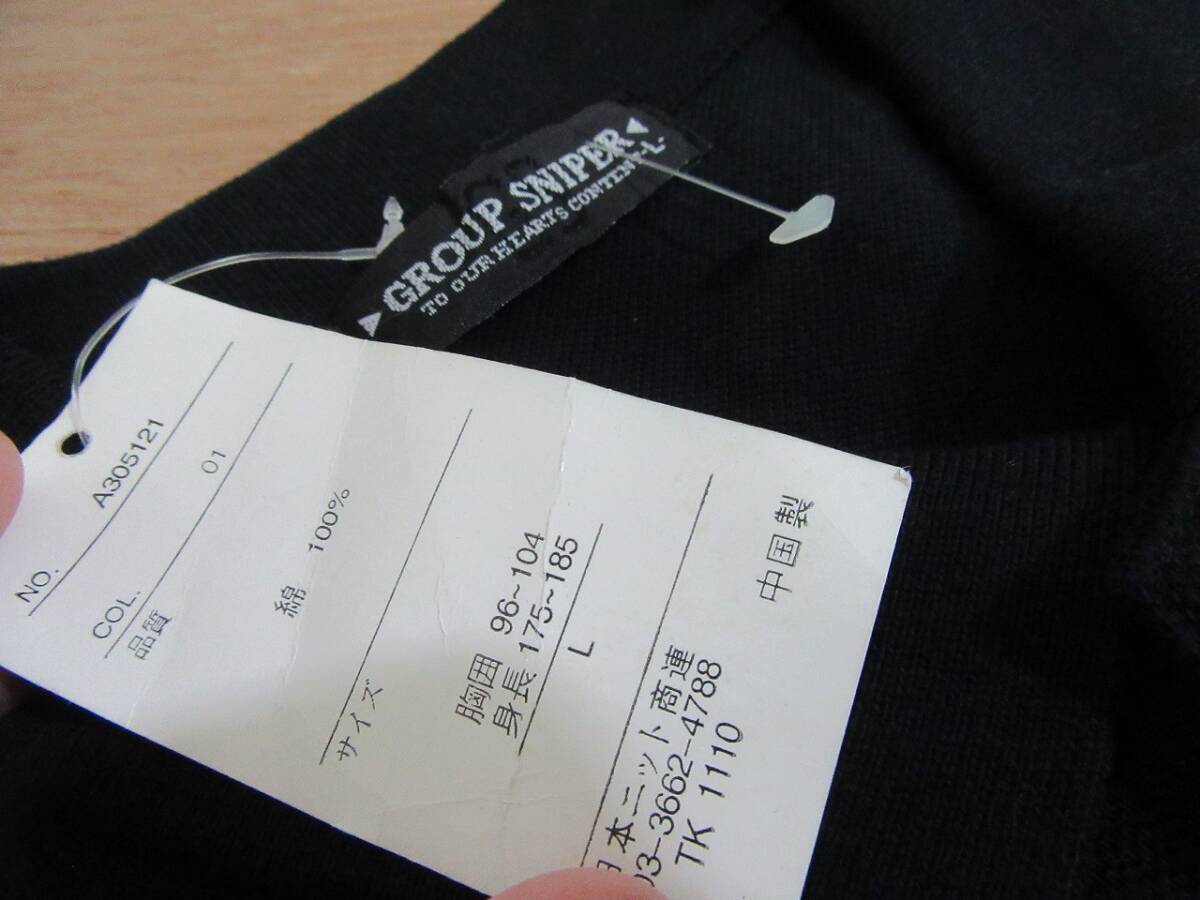 GROUP SNIPER
TO OUR HEARTS CONTENT -L-
NO. A305121
COL. 01
品質
綿 100%
サイズ
胸囲 96~104
身長 175~185
L
日本ニット商連
03-3662-4788
TK 1110
中国製